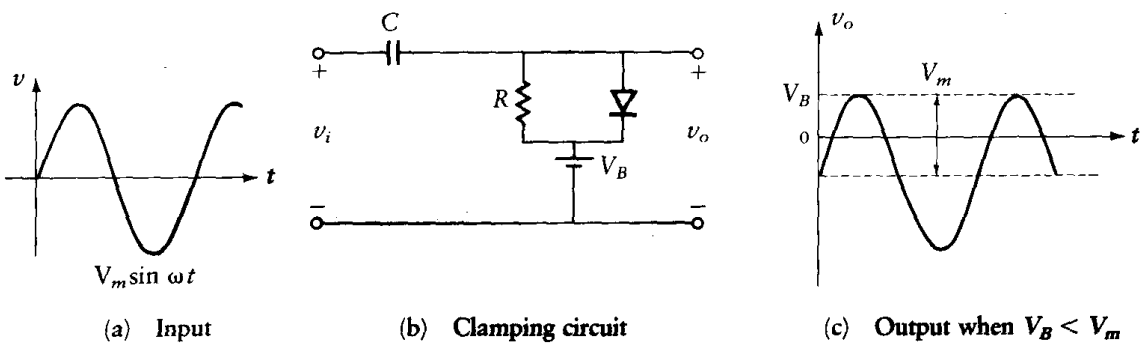 v
t
V_m sin ωt
(a) Input
C
+
+
R
v_i
v_o
V_B
−
−
(b) Clamping circuit
v_o
V_m
V_B
0
t
(c) Output when V_B < V_m